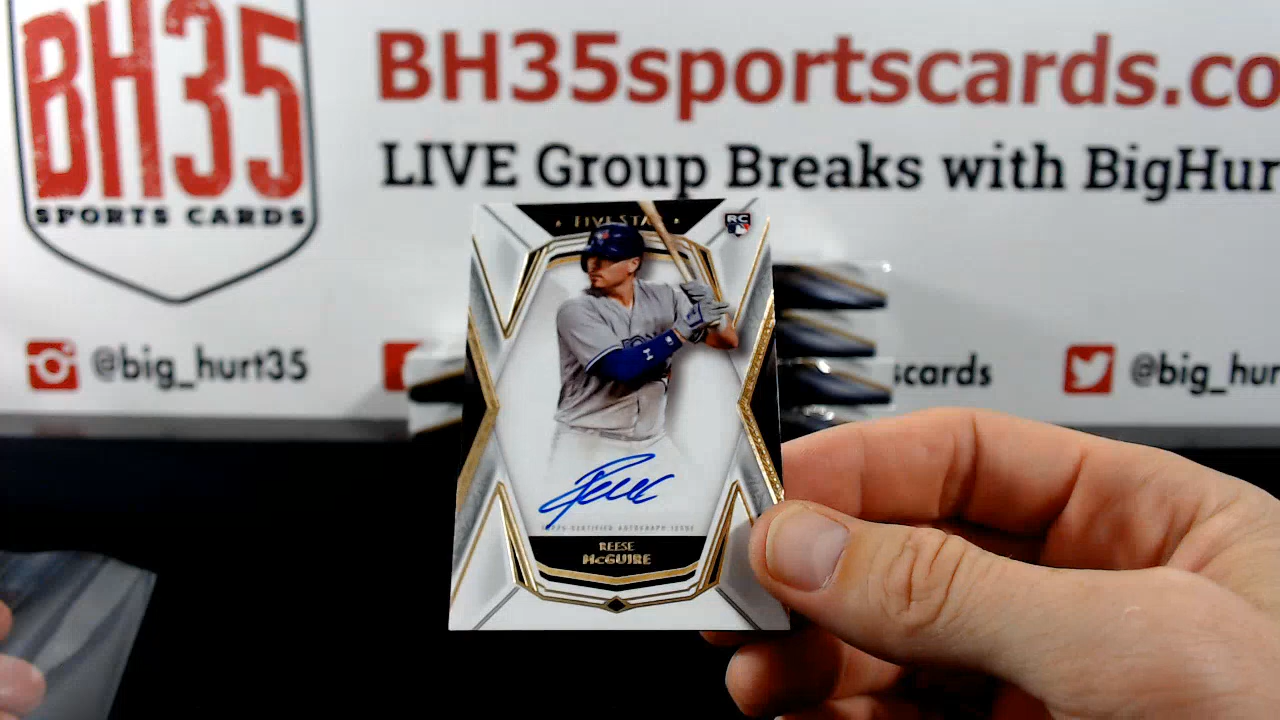 BH35
SPORTS CARDS
BH35sportscards.co
LIVE Group Breaks with BigHur
@big_hurt35
scards
@big_hur
FIVE STAR
RC
TOPPS CERTIFIED AUTOGRAPH ISSUE
REESE
McGUIRE